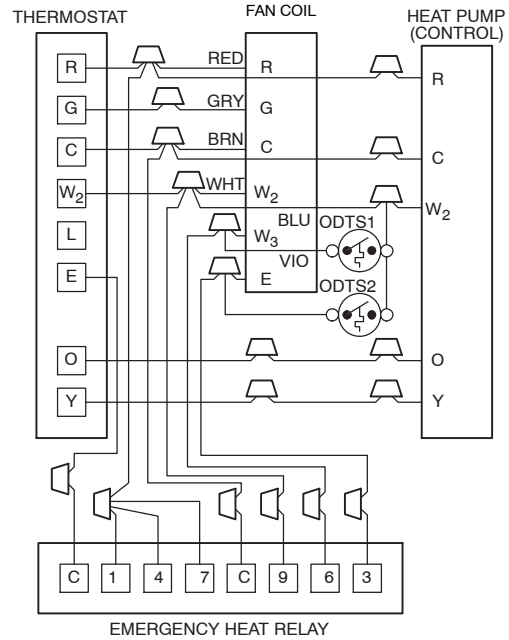 THERMOSTAT
FAN COIL
HEAT PUMP
(CONTROL)
R RED R R
G GRY G
C BRN C C
W2 WHT W2 W2
L BLU ODTS1
W3
VIO
E E ODTS2
O O
Y Y
C 1 4 7 C 9 6 3
EMERGENCY HEAT RELAY